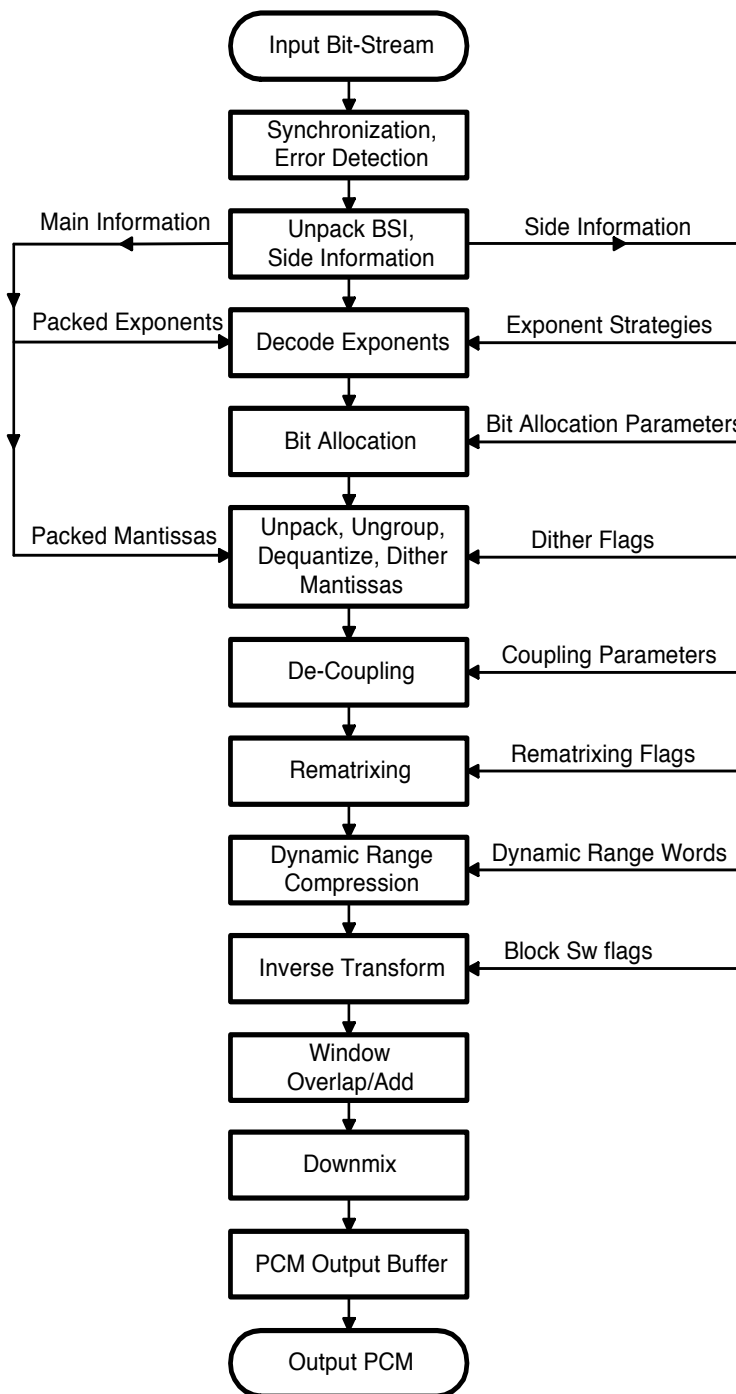 Input Bit-Stream
Synchronization,
Error Detection
Main Information
Unpack BSI,
Side Information
Side Information
Packed Exponents
Decode Exponents
Exponent Strategies
Bit Allocation
Bit Allocation Parameters
Packed Mantissas
Unpack, Ungroup,
Dequantize, Dither
Mantissas
Dither Flags
De-Coupling
Coupling Parameters
Rematrixing
Rematrixing Flags
Dynamic Range
Compression
Dynamic Range Words
Inverse Transform
Block Sw flags
Window
Overlap/Add
Downmix
PCM Output Buffer
Output PCM